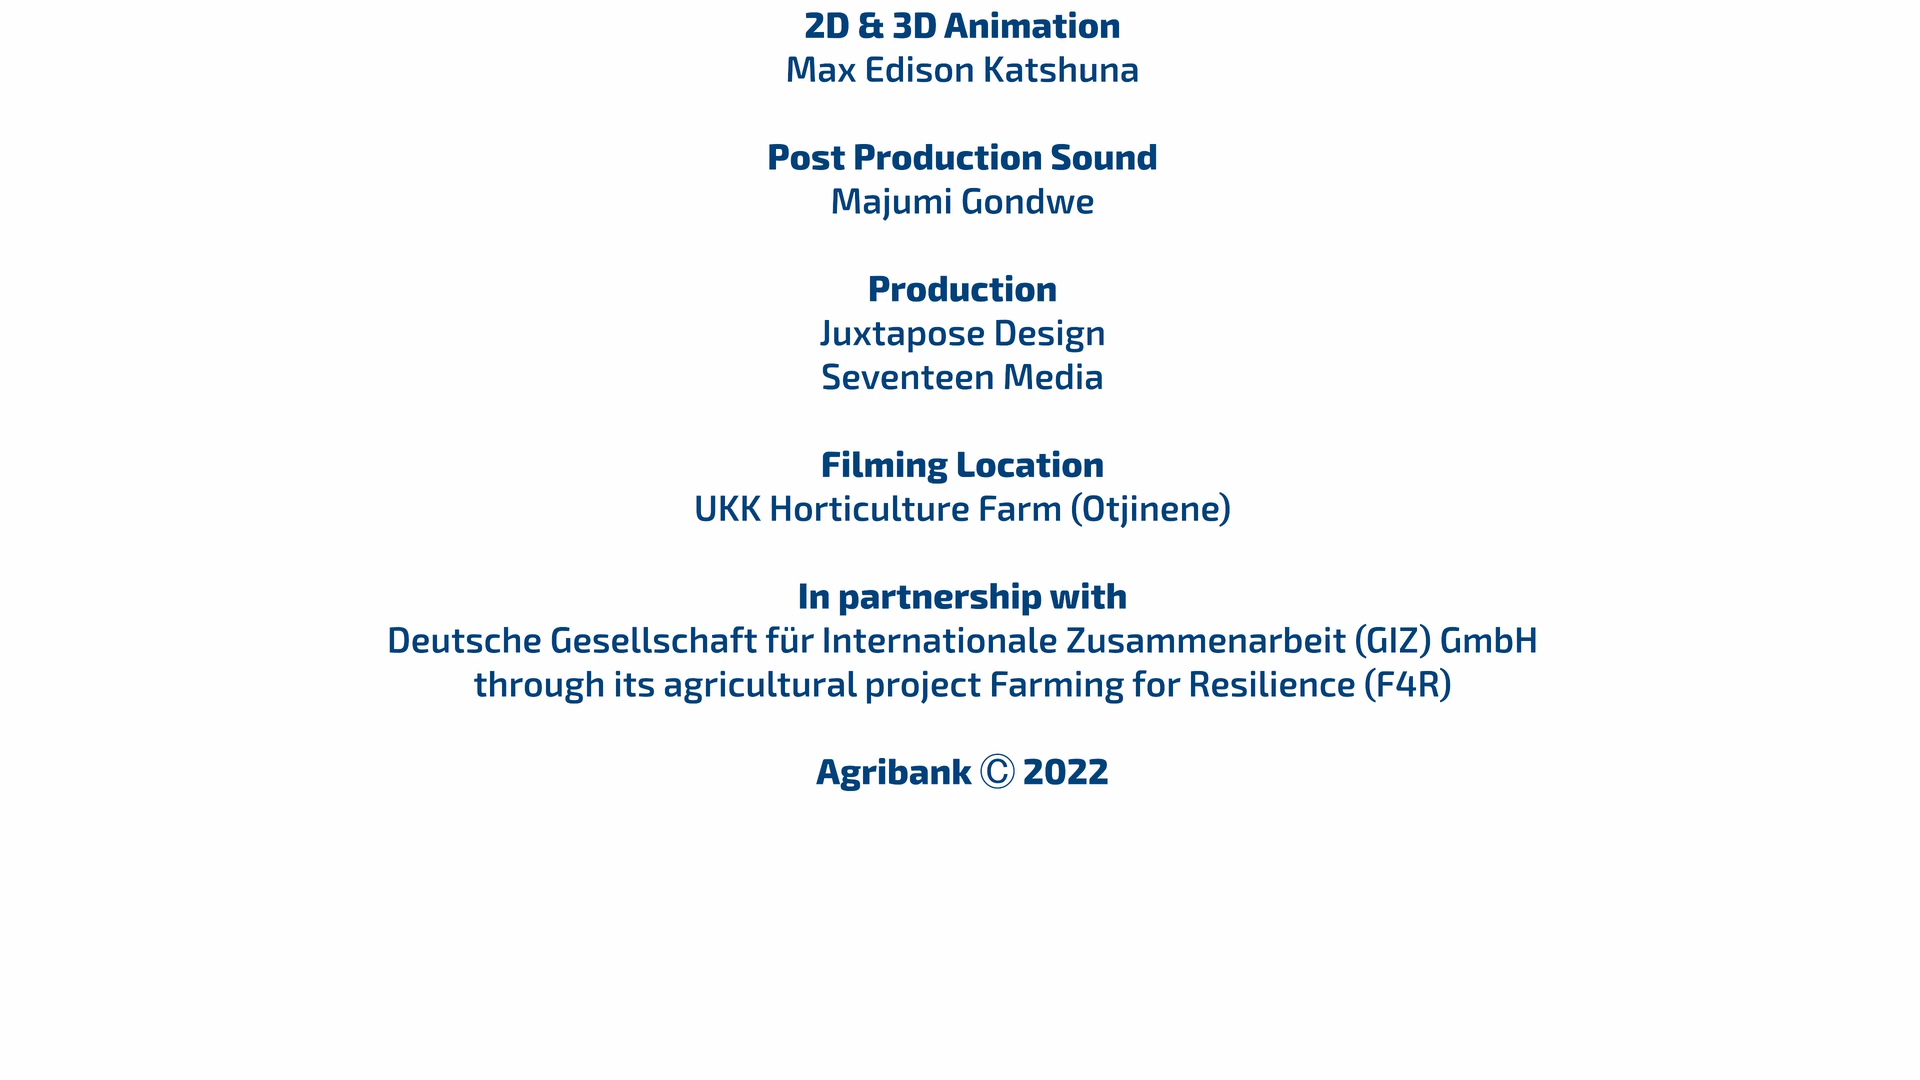 2D & 3D Animation
Max Edison Katshuna
Post Production Sound
Majumi Gondwe
Production
Juxtapose Design
Seventeen Media
Filming Location
UKK Horticulture Farm (Otjinene)
In partnership with
Deutsche Gesellschaft für Internationale Zusammenarbeit (GIZ) GmbH
through its agricultural project Farming for Resilience (F4R)
Agribank © 2022